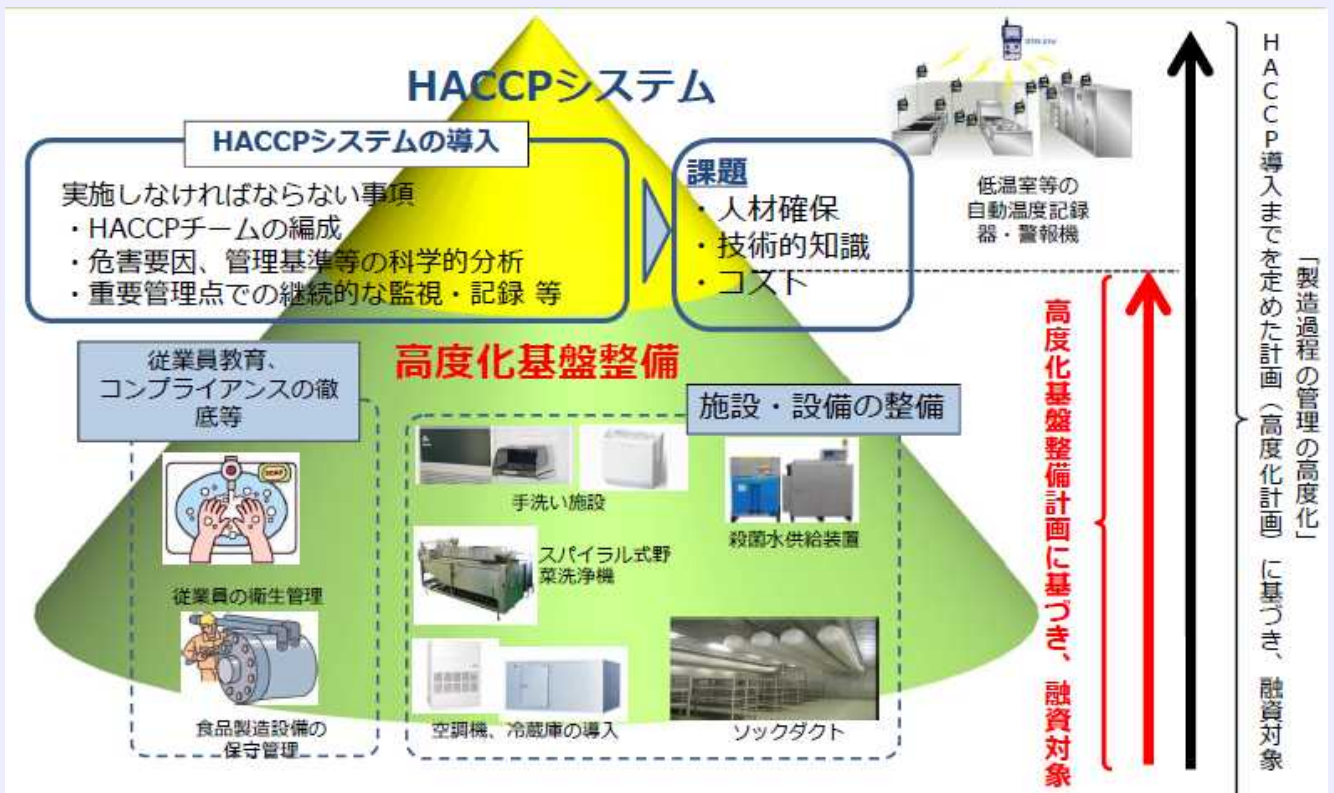 HACCPシステム
HACCPシステムの導入
実施しなければならない事項
・HACCPチームの編成
・危害要因、管理基準等の科学的分析
・重要管理点での継続的な監視・記録 等
課題
・人材確保
・技術的知識
・コスト
低温室等の
自動温度記録
器・警報機
高度化基盤整備
従業員教育、
コンプライアンスの徹
底等
従業員の衛生管理
食品製造設備の
保守管理
施設・設備の整備
手洗い施設
殺菌水供給装置
スパイラル式野
菜洗浄機
空調機、冷蔵庫の導入
ソックダクト
高度化基盤整備計画に基づき、融資対象
「製造過程の管理の高度化」
HACCP導入までを定めた計画（高度化計画）に基づき、融資対象